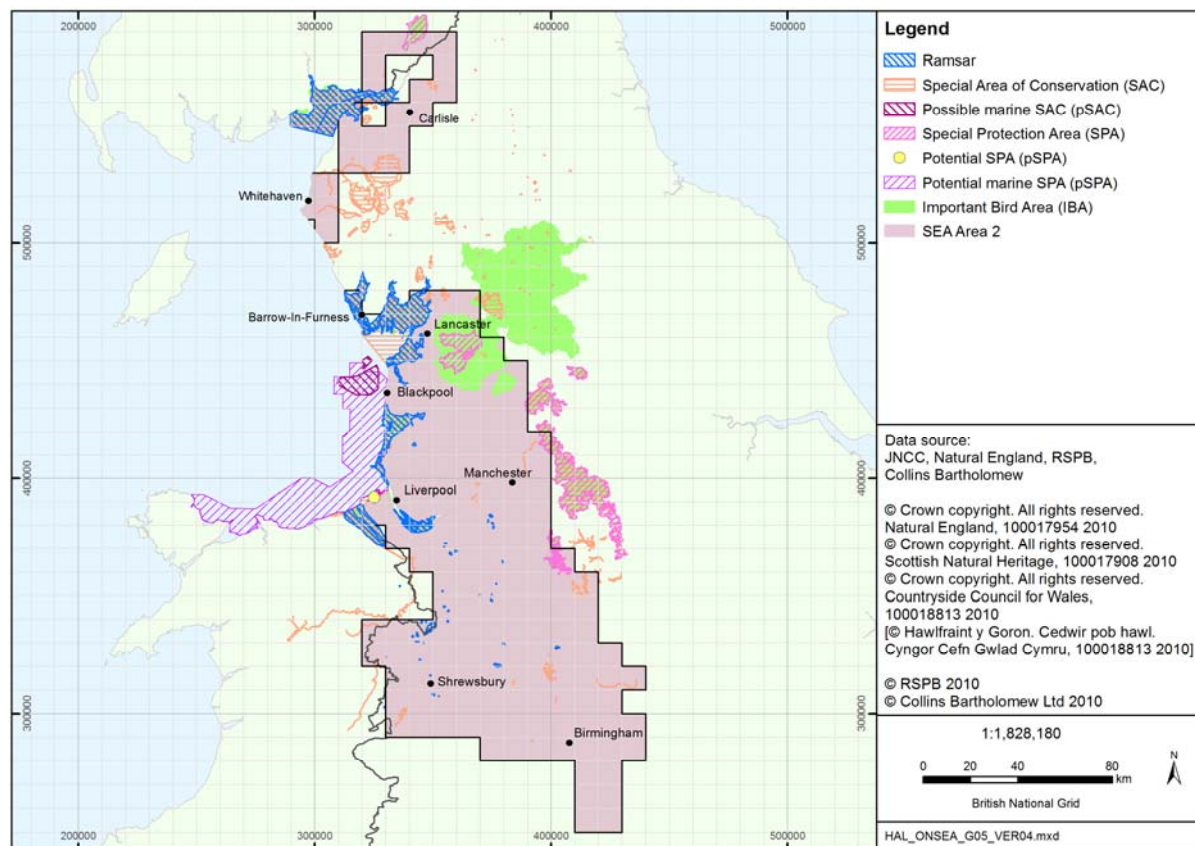 200000
300000
400000
500000
500000
400000
300000
500000
400000
300000
200000
300000
400000
500000
Carlisle
Whitehaven
Barrow-In-Furness
Lancaster
Blackpool
Manchester
Liverpool
Shrewsbury
Birmingham
Legend
Ramsar
Special Area of Conservation (SAC)
Possible marine SAC (pSAC)
Special Protection Area (SPA)
Potential SPA (pSPA)
Potential marine SPA (pSPA)
Important Bird Area (IBA)
SEA Area 2
Data source:
JNCC, Natural England, RSPB,
Collins Bartholomew
© Crown copyright. All rights reserved.
Natural England, 100017954 2010
© Crown copyright. All rights reserved.
Scottish Natural Heritage, 100017908 2010
© Crown copyright. All rights reserved.
Countryside Council for Wales,
100018813 2010
[© Hawlfraint y Goron. Cedwir pob hawl.
Cyngor Cefn Gwlad Cymru, 100018813 2010]
© RSPB 2010
© Collins Bartholomew Ltd 2010
1:1,828,180
0 20 40 80
km
N
British National Grid
HAL_ONSEA_G05_VER04.mxd